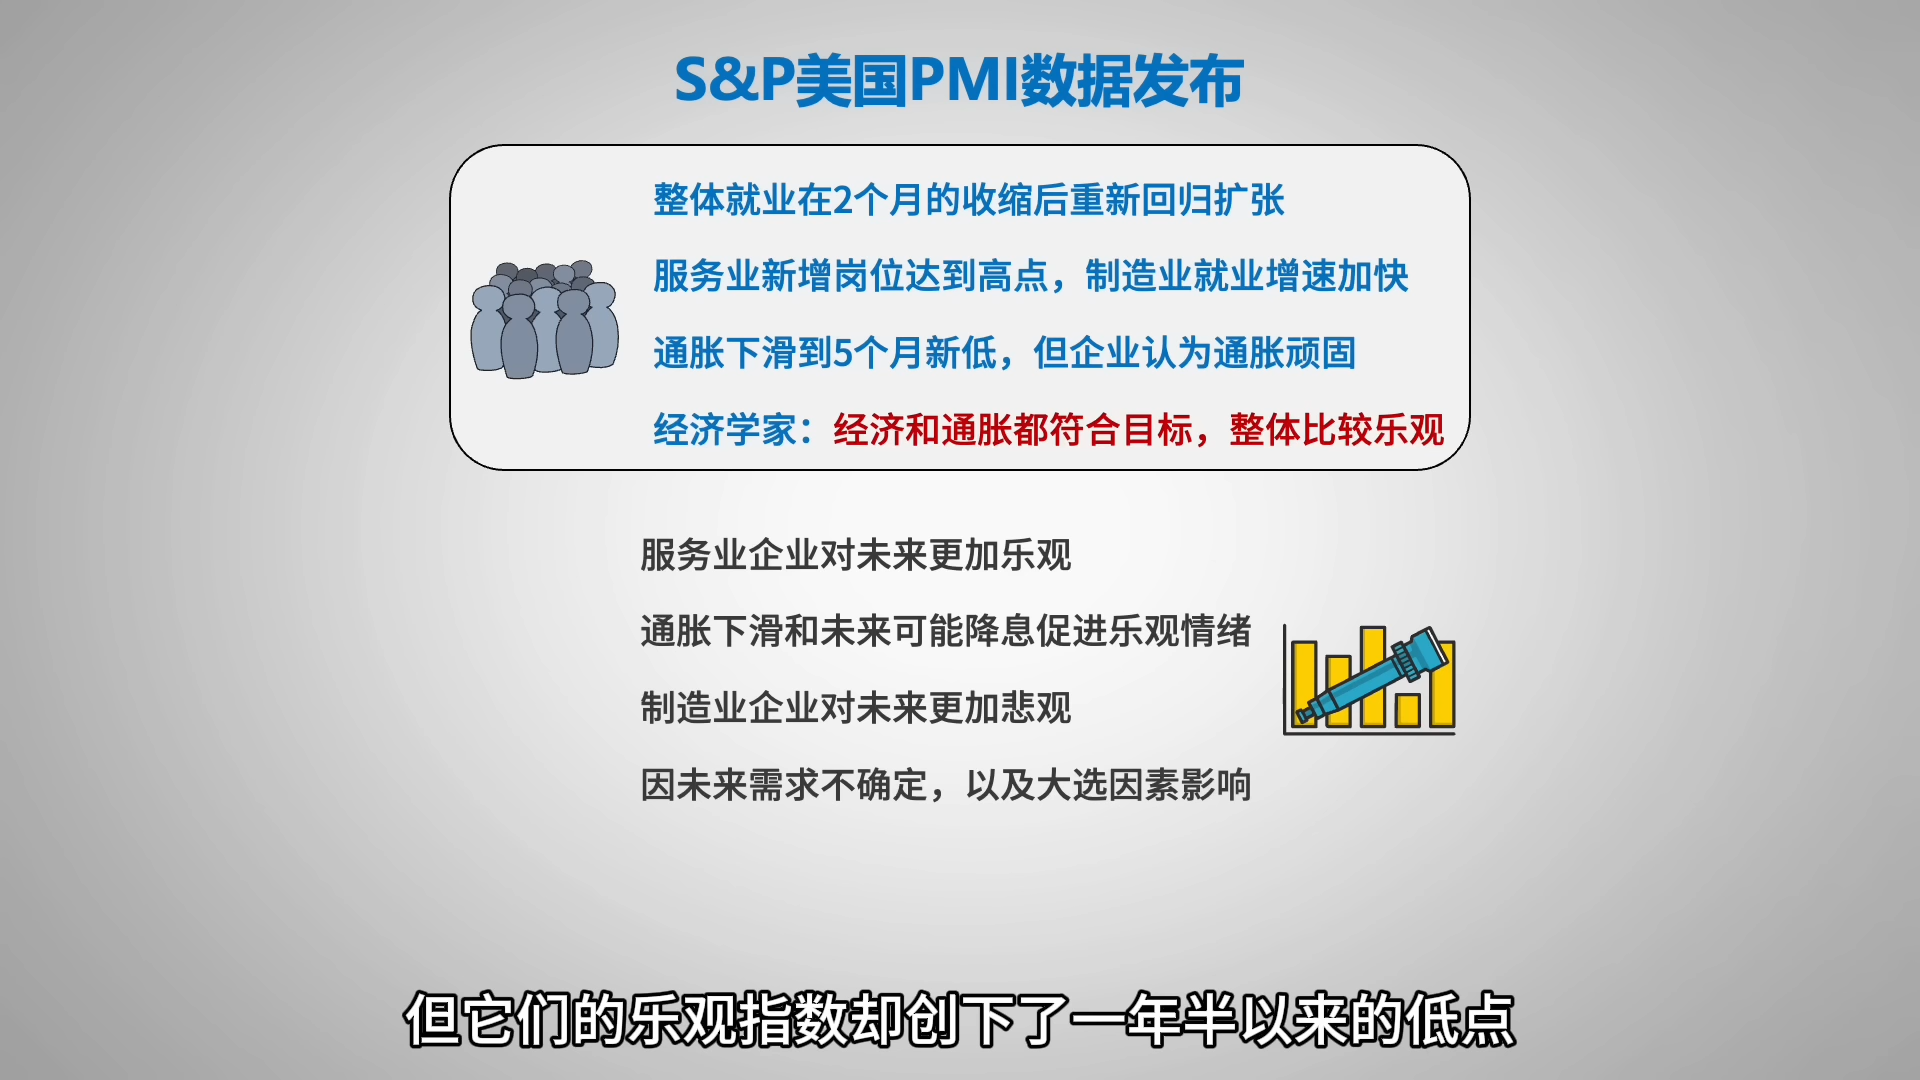 S&P美国PMI数据发布
整体就业在2个月的收缩后重新回归扩张
服务业新增岗位达到高点，制造业就业增速加快
通胀下滑到5个月新低，但企业认为通胀顽固
经济学家：经济和通胀都符合目标，整体比较乐观
服务业企业对未来更加乐观
通胀下滑和未来可能降息促进乐观情绪
制造业企业对未来更加悲观
因未来需求不确定，以及大选因素影响
但它们的乐观指数却创下了一年半以来的低点